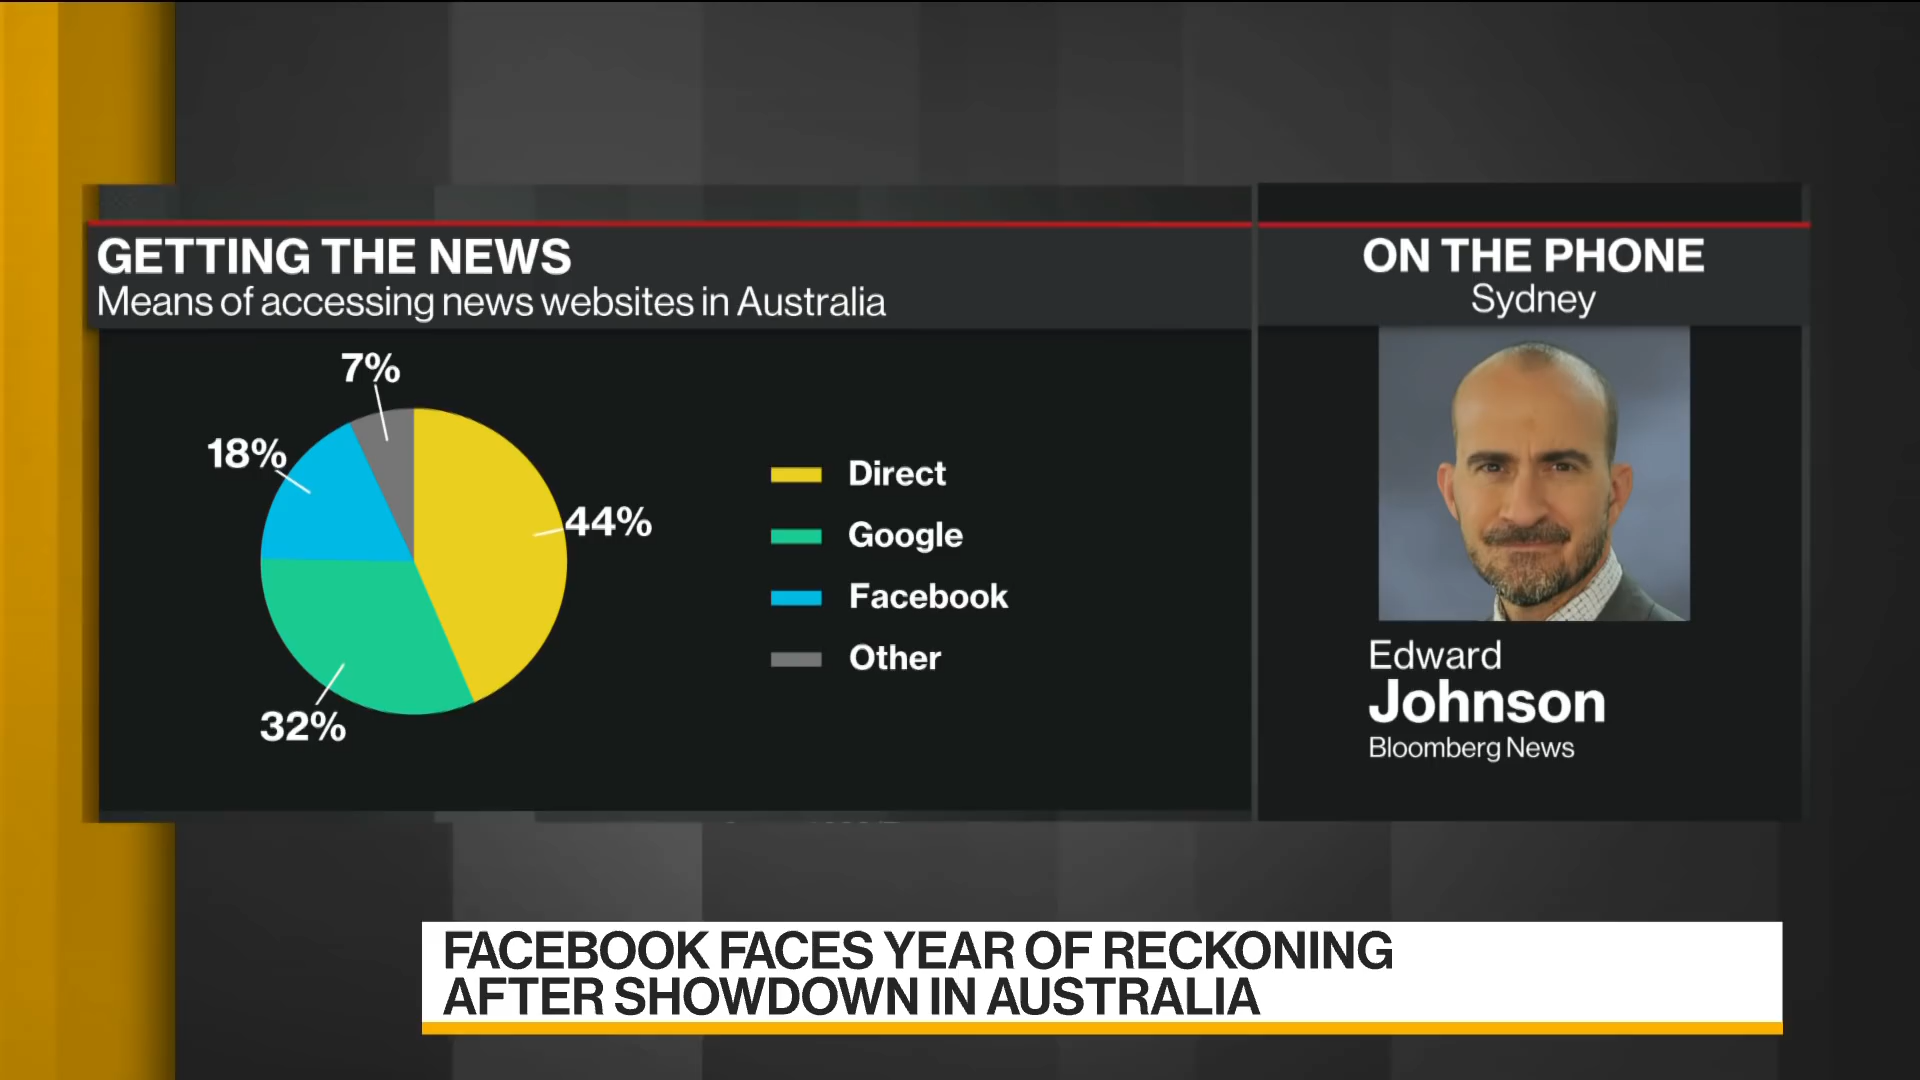 GETTING THE NEWS
Means of accessing news websites in Australia
7%
18%
44%
32%
Direct
Google
Facebook
Other
ON THE PHONE
Sydney
Edward
Johnson
Bloomberg News
FACEBOOK FACES YEAR OF RECKONING
AFTER SHOWDOWN IN AUSTRALIA